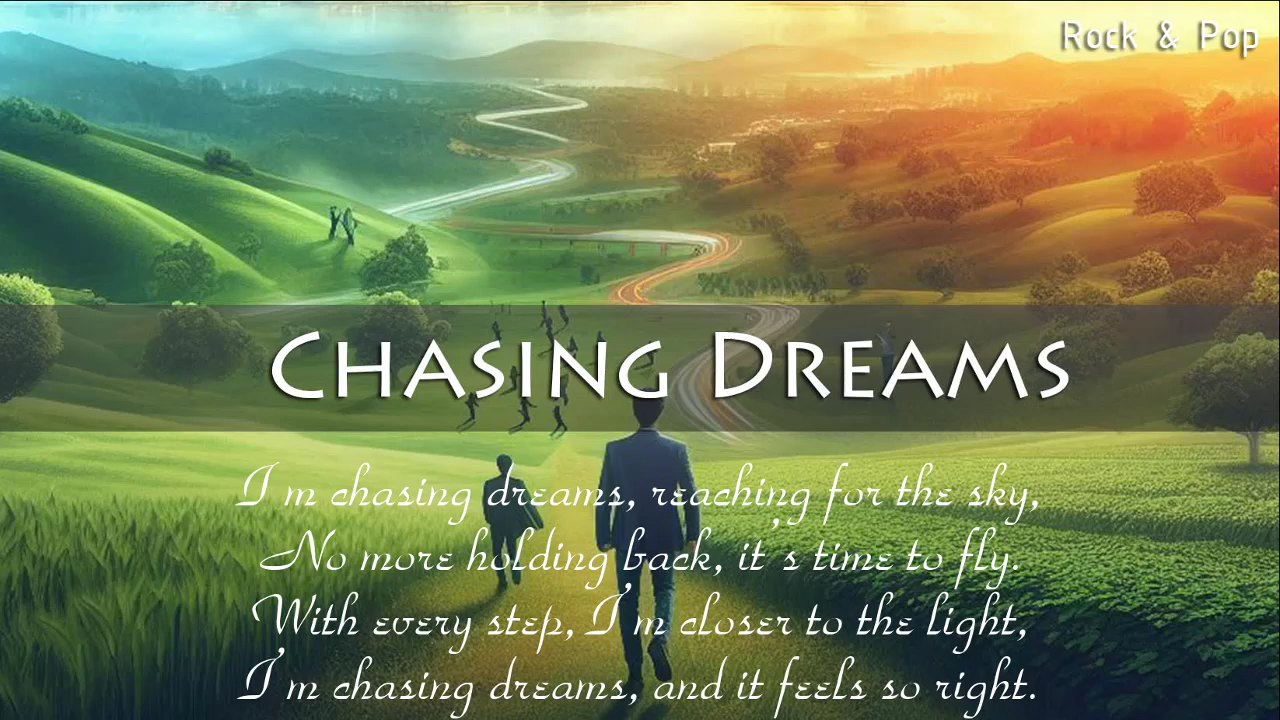 Rock & Pop
Chasing Dreams
I'm chasing dreams, reaching for the sky,
No more holding back, it's time to fly.
With every step, I'm closer to the light,
I'm chasing dreams, and it feels so right.